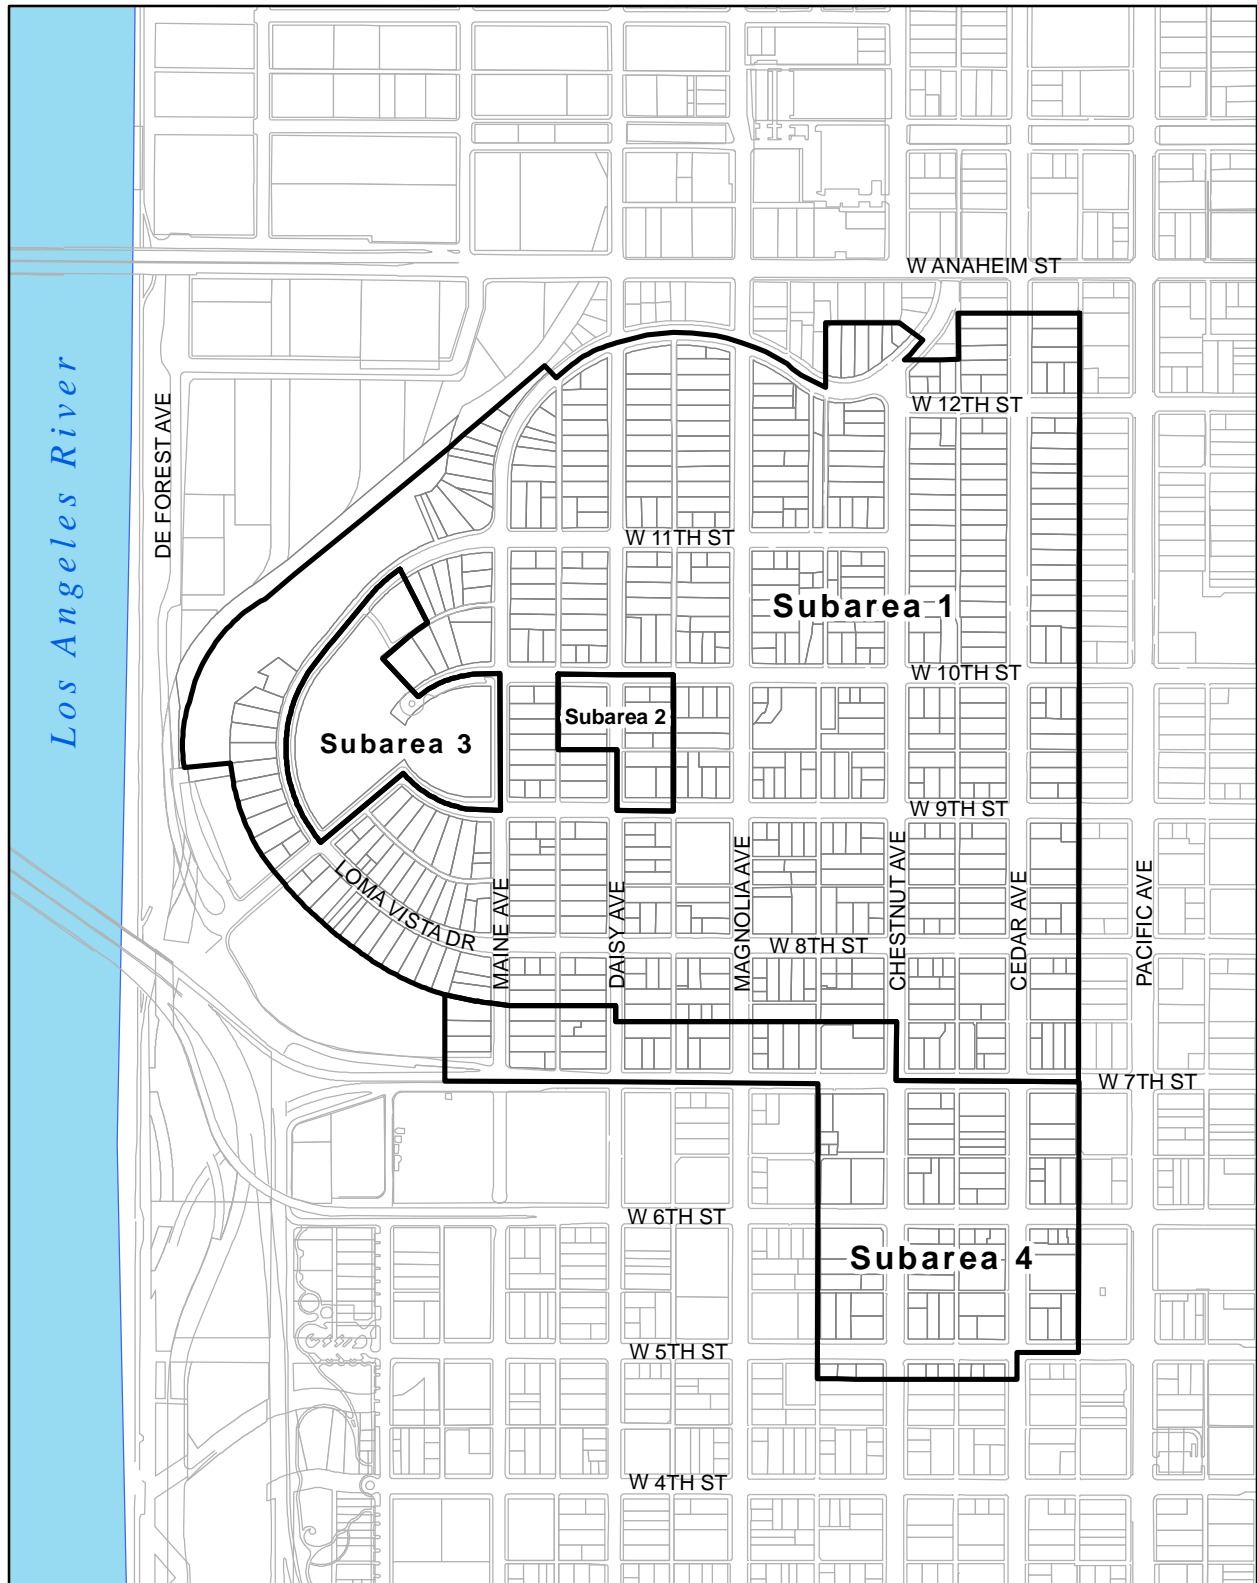 W ANAHEIM ST
Los Angeles River
DE FOREST AVE
W 12TH ST
W 11TH ST
Subarea 1
W 10TH ST
Subarea 2
Subarea 3
W 9TH ST
LOMA VISTA DR
MAINE AVE
DAISY AVE
MAGNOLIA AVE
CHESTNUT AVE
CEDAR AVE
PACIFIC AVE
W 8TH ST
W 7TH ST
W 6TH ST
Subarea 4
W 5TH ST
W 4TH ST